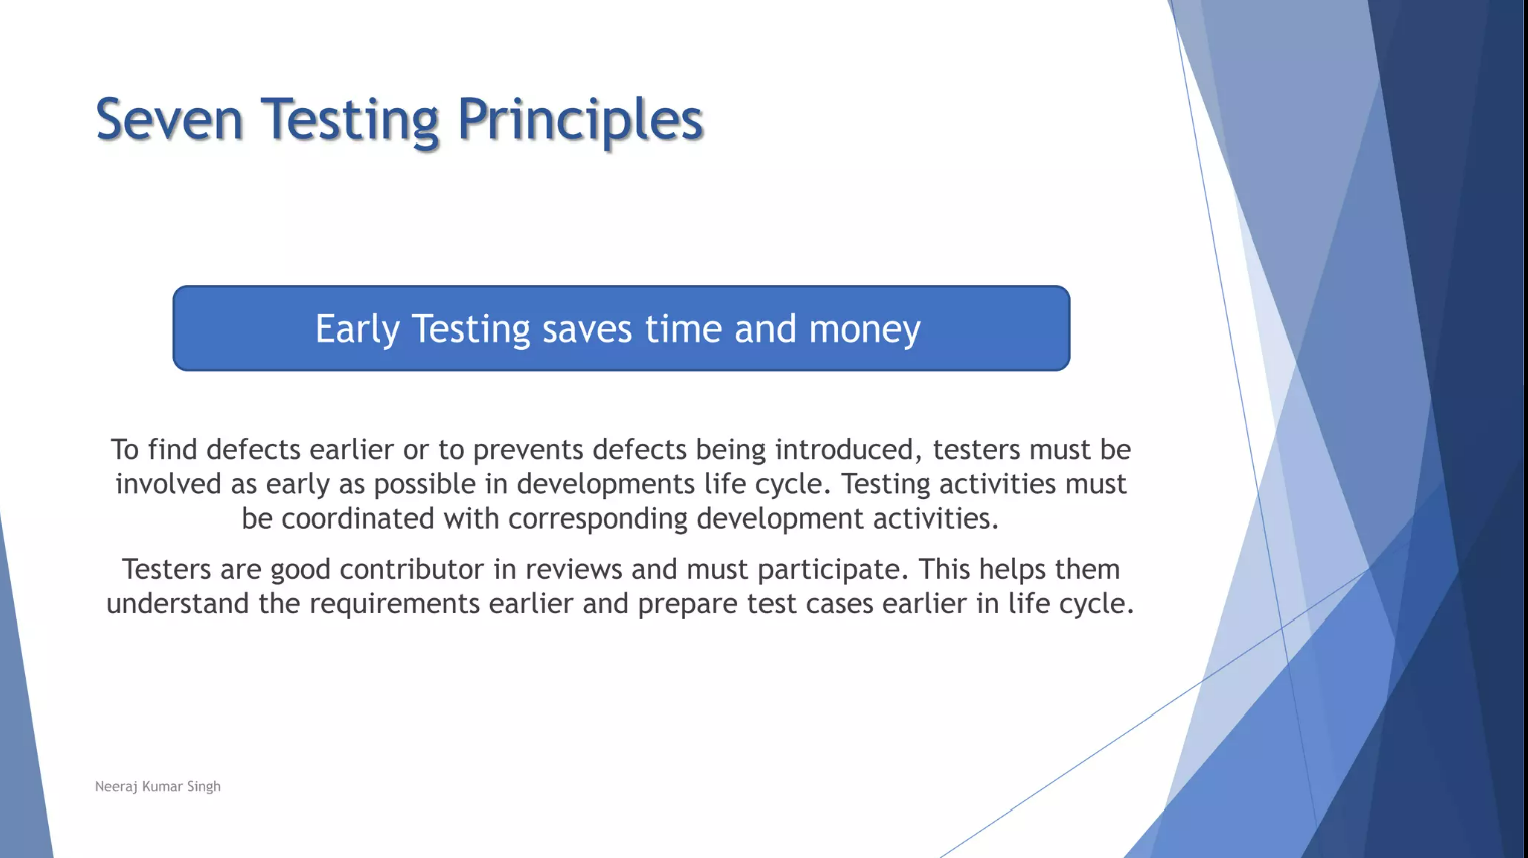 Seven Testing Principles
Early Testing saves time and money
To find defects earlier or to prevents defects being introduced, testers must be
involved as early as possible in developments life cycle. Testing activities must
be coordinated with corresponding development activities.
Testers are good contributor in reviews and must participate. This helps them
understand the requirements earlier and prepare test cases earlier in life cycle.
Neeraj Kumar Singh